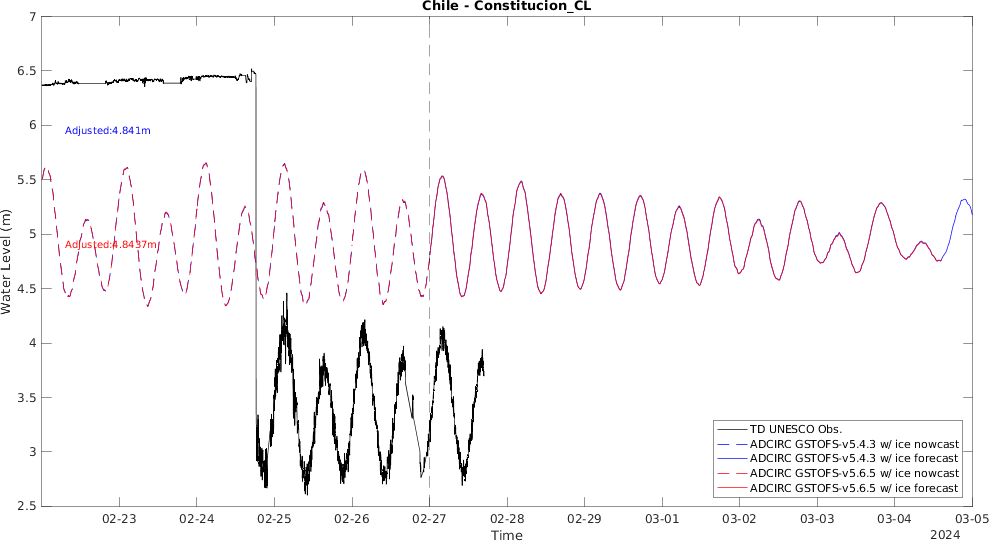 Chile - Constitucion_CL
7
6.5
6
5.5
5
4.5
4
3.5
3
2.5
Water Level (m)
Adjusted:4.841m
Adjusted:4.8437m
TD UNESCO Obs.
ADCIRC GSTOFS-v5.4.3 w/ ice nowcast
ADCIRC GSTOFS-v5.4.3 w/ ice forecast
ADCIRC GSTOFS-v5.6.5 w/ ice nowcast
ADCIRC GSTOFS-v5.6.5 w/ ice forecast
02-23 02-24 02-25 02-26 02-27 02-28 02-29 03-01 03-02 03-03 03-04 03-05
Time
2024